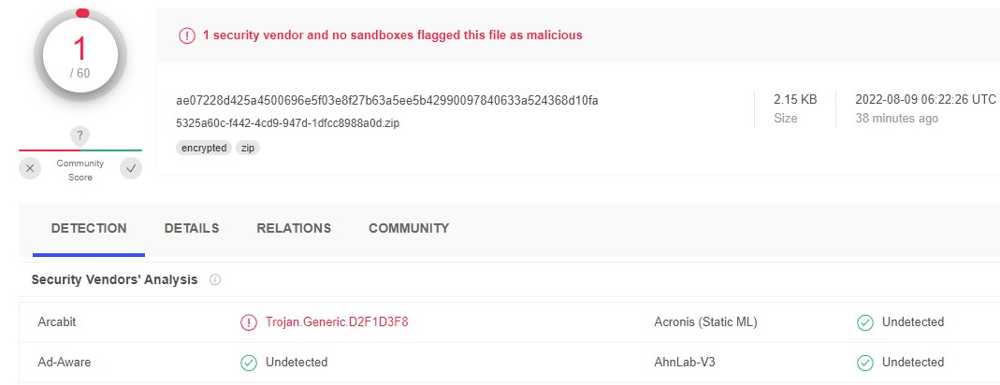 1
/ 60
?
Community
Score
1 security vendor and no sandboxes flagged this file as malicious
ae07228d425a4500696e5f03e8f27b63a5ee5b42990097840633a524368d10fa
5325a60c-f442-4cd9-947d-1dfcc8988a0d.zip
encrypted zip
2.15 KB
Size
2022-08-09 06:22:26 UTC
38 minutes ago
DETECTION DETAILS RELATIONS COMMUNITY
Security Vendors' Analysis
Arcabit Trojan.Generic.D2F1D3F8 Acronis (Static ML) Undetected
Ad-Aware Undetected AhnLab-V3 Undetected